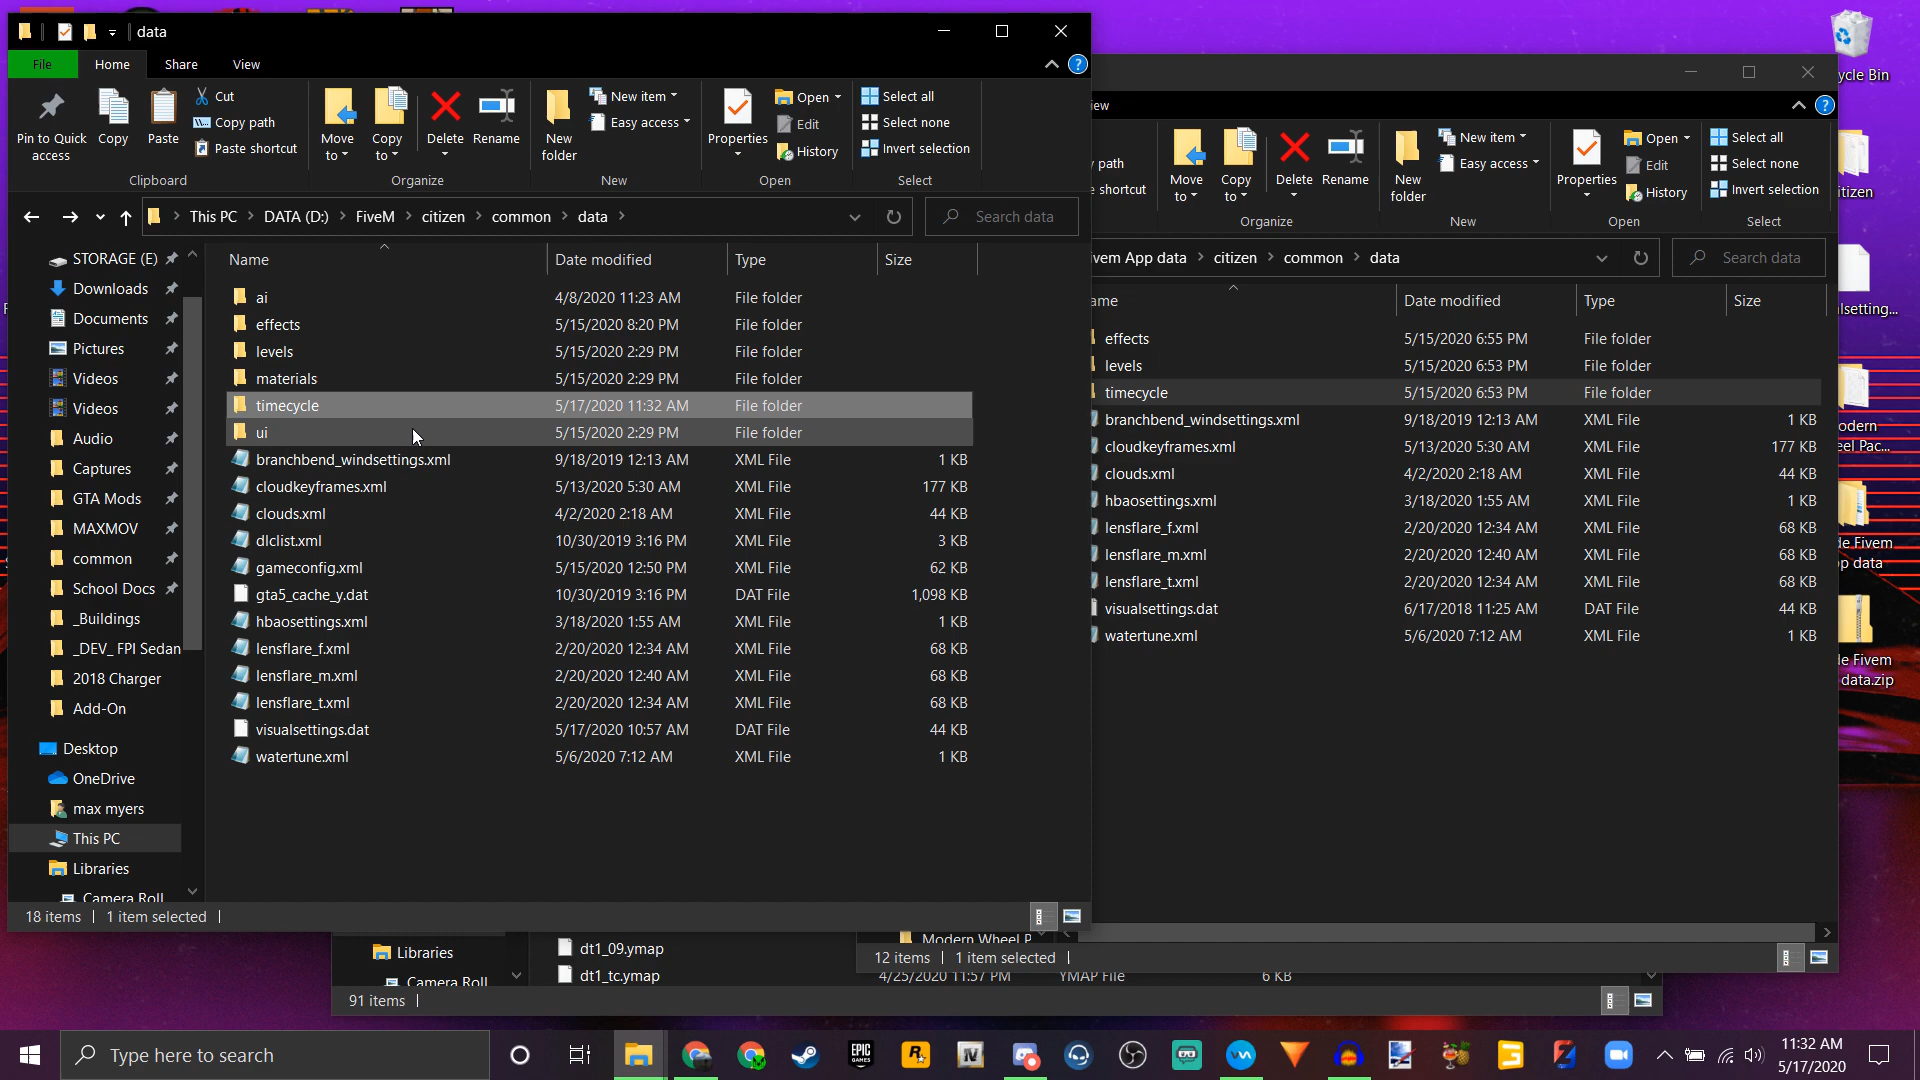 data
File
Home
Share
View
Pin to Quick access
Copy
Paste
Cut
Copy path
Paste shortcut
Clipboard
Move to
Copy to
Delete
Rename
Organize
New folder
New item
Easy access
New
Properties
Open
Edit
History
Open
Select all
Select none
Invert selection
Select
This PC > DATA (D:) > FiveM > citizen > common > data
Search data
STORAGE (E)
Downloads
Documents
Pictures
Videos
Videos
Audio
Captures
GTA Mods
MAXMOV
common
School Docs
_Buildings
_DEV_ FPI Sedan
2018 Charger
Add-On
Desktop
OneDrive
max myers
This PC
Libraries
Camera Roll
Name Date modified Type Size
ai 4/8/2020 11:23 AM File folder
effects 5/15/2020 8:20 PM File folder
levels 5/15/2020 2:29 PM File folder
materials 5/15/2020 2:29 PM File folder
timecycle 5/17/2020 11:32 AM File folder
ui 5/15/2020 2:29 PM File folder
branchbend_windsettings.xml 9/18/2019 12:13 AM XML File 1 KB
cloudkeyframes.xml 5/13/2020 5:30 AM XML File 177 KB
clouds.xml 4/2/2020 2:18 AM XML File 44 KB
dlclist.xml 10/30/2019 3:16 PM XML File 3 KB
gameconfig.xml 5/15/2020 12:50 PM XML File 62 KB
gta5_cache_y.dat 10/30/2019 3:16 PM DAT File 1,098 KB
hbaosettings.xml 3/18/2020 1:55 AM XML File 1 KB
lensflare_f.xml 2/20/2020 12:34 AM XML File 68 KB
lensflare_m.xml 2/20/2020 12:40 AM XML File 68 KB
lensflare_t.xml 2/20/2020 12:34 AM XML File 68 KB
visualsettings.dat 5/17/2020 10:57 AM DAT File 44 KB
watertune.xml 5/6/2020 7:12 AM XML File 1 KB
18 items
1 item selected
iew
path
shortcut
Move to
Copy to
Delete
Rename
Organize
New folder
New item
Easy access
New
Properties
Open
Edit
History
Open
Select all
Select none
Invert selection
Select
ivem App data > citizen > common > data
Search data
ame Date modified Type Size
effects 5/15/2020 6:55 PM File folder
levels 5/15/2020 6:53 PM File folder
timecycle 5/15/2020 6:53 PM File folder
branchbend_windsettings.xml 9/18/2019 12:13 AM XML File 1 KB
cloudkeyframes.xml 5/13/2020 5:30 AM XML File 177 KB
clouds.xml 4/2/2020 2:18 AM XML File 44 KB
hbaosettings.xml 3/18/2020 1:55 AM XML File 1 KB
lensflare_f.xml 2/20/2020 12:34 AM XML File 68 KB
lensflare_m.xml 2/20/2020 12:40 AM XML File 68 KB
lensflare_t.xml 2/20/2020 12:34 AM XML File 68 KB
visualsettings.dat 6/17/2018 11:25 AM DAT File 44 KB
watertune.xml 5/6/2020 7:12 AM XML File 1 KB
Modern Wheel P
12 items
1 item selected
Libraries
Camera Roll
dt1_09.ymap
dt1_tc.ymap 4/25/2020 11:57 PM YMAP File 6 KB
91 items
ycle Bin
itizen
alsetting...
odern
eel Pac...
de Fivem
p data
de Fivem
data.zip
Type here to search
EPIC GAMES
IV
11:32 AM
5/17/2020